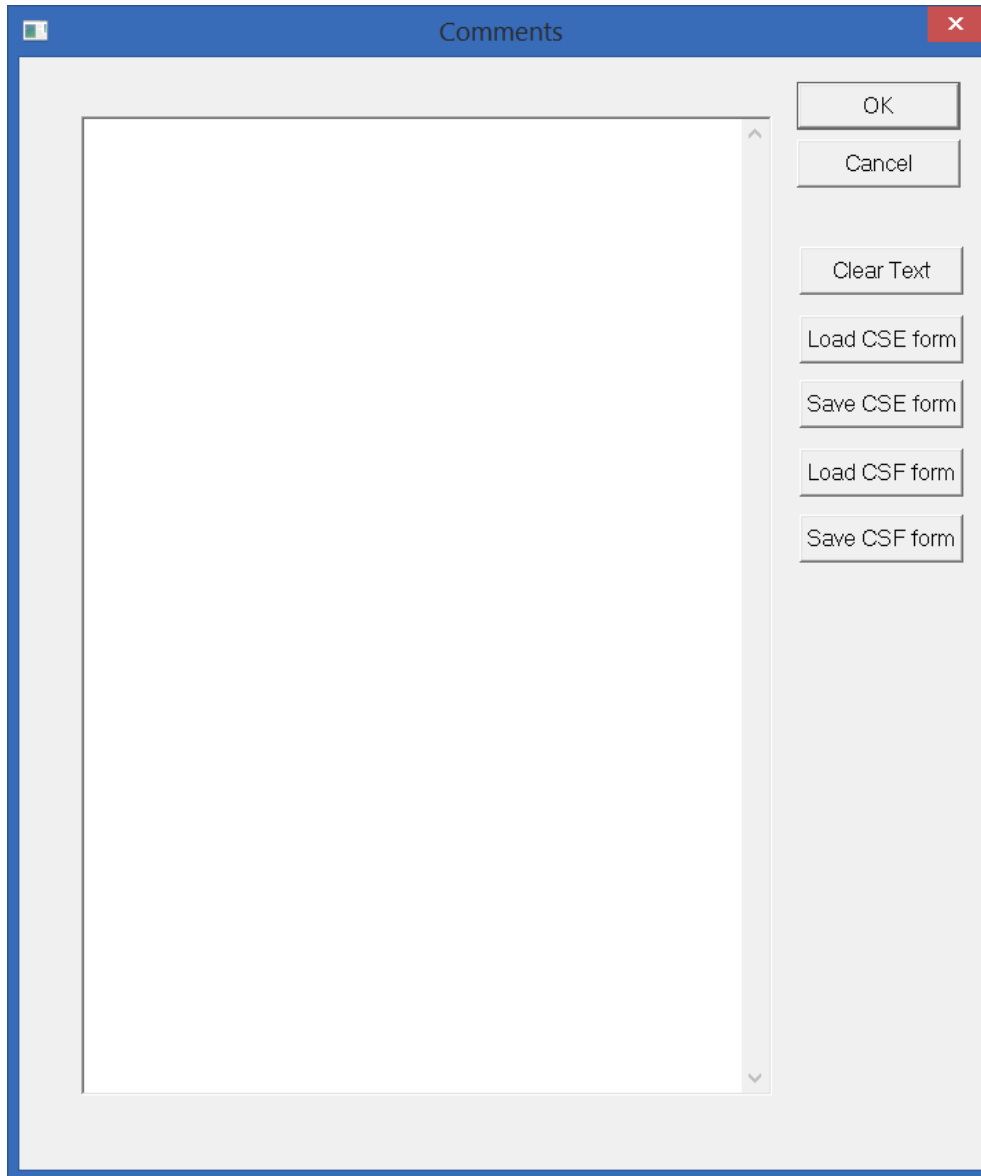 Comments
OK
Cancel
Clear Text
Load CSE form
Save CSE form
Load CSF form
Save CSF form